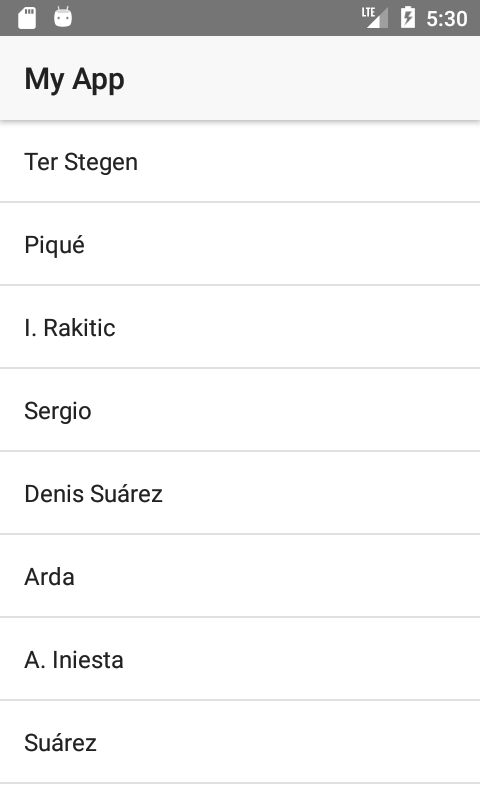 LTE 5:30
My App
Ter Stegen
Piqué
I. Rakitic
Sergio
Denis Suárez
Arda
A. Iniesta
Suárez